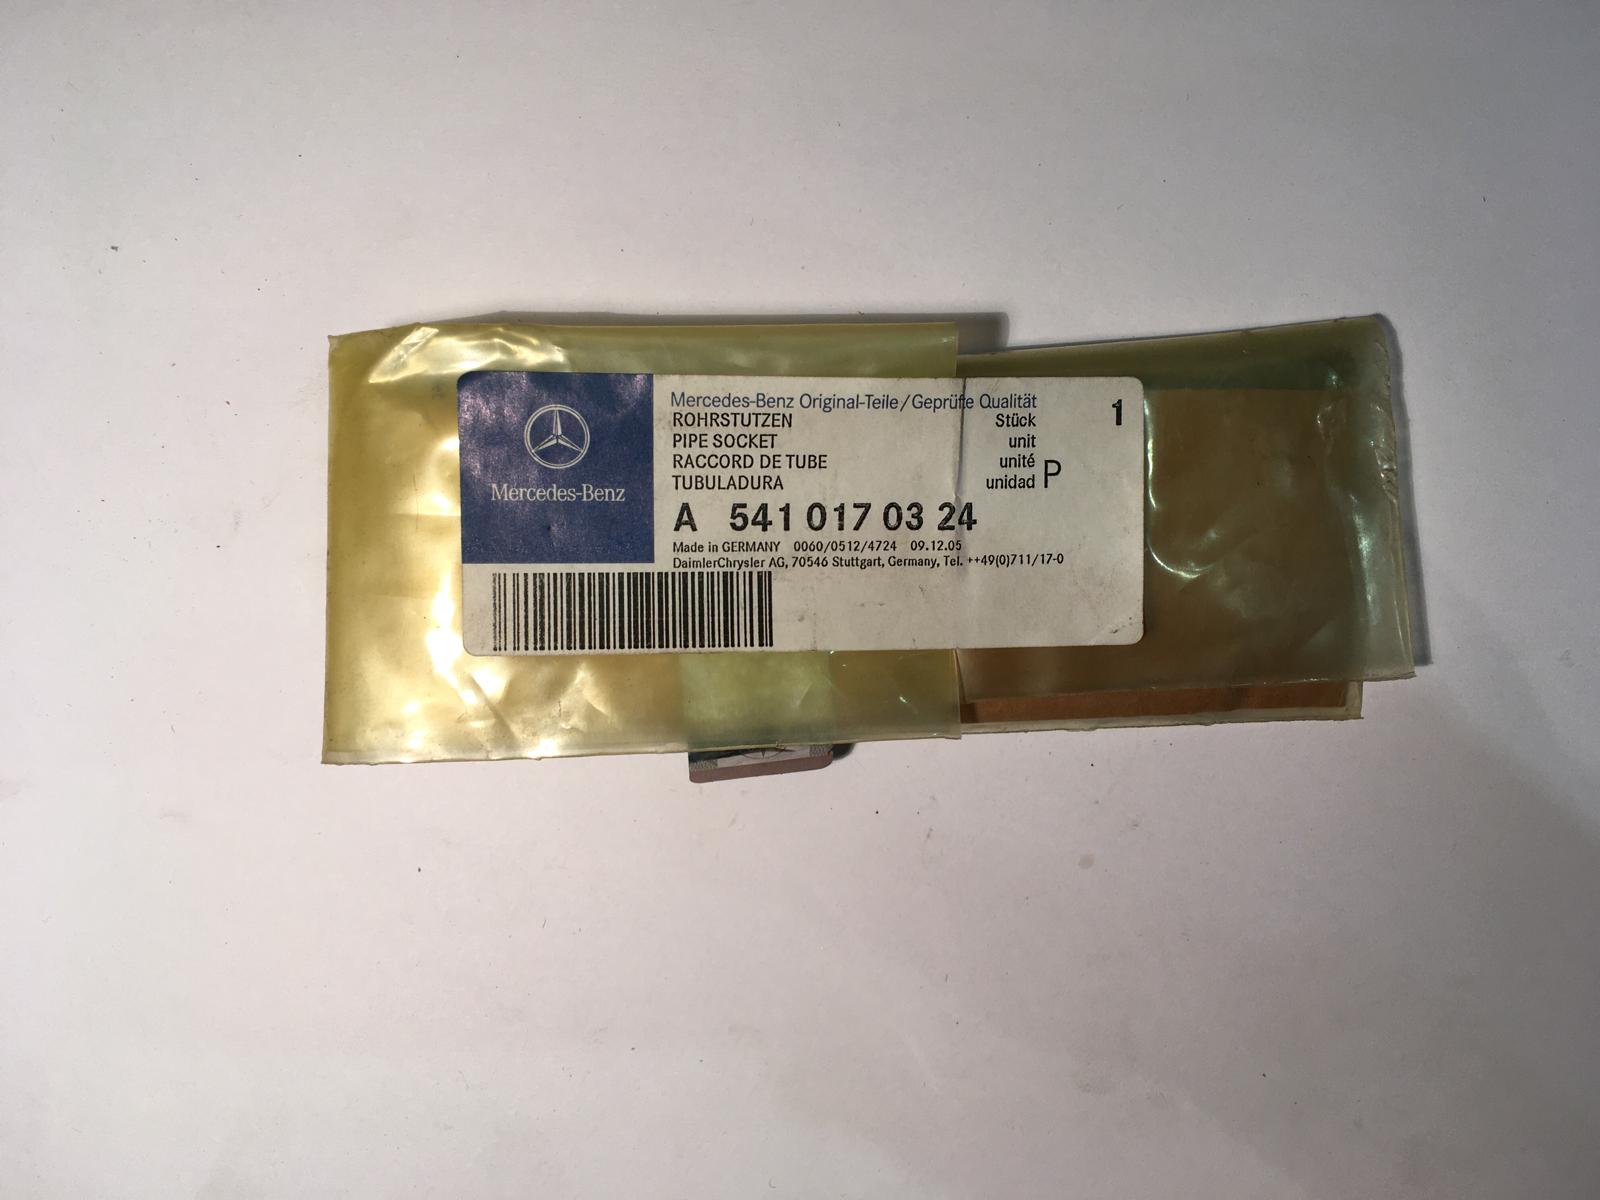 Mercedes-Benz
Mercedes-Benz Original-Teile/Geprüfte Qualität
ROHRSTUTZEN Stück 1
PIPE SOCKET unit
RACCORD DE TUBE unité
TUBULADURA unidad P
A 541 017 03 24
Made in GERMANY 0060/0512/4724 09.12.05
DaimlerChrysler AG, 70546 Stuttgart, Germany, Tel. ++49(0)711/17-0